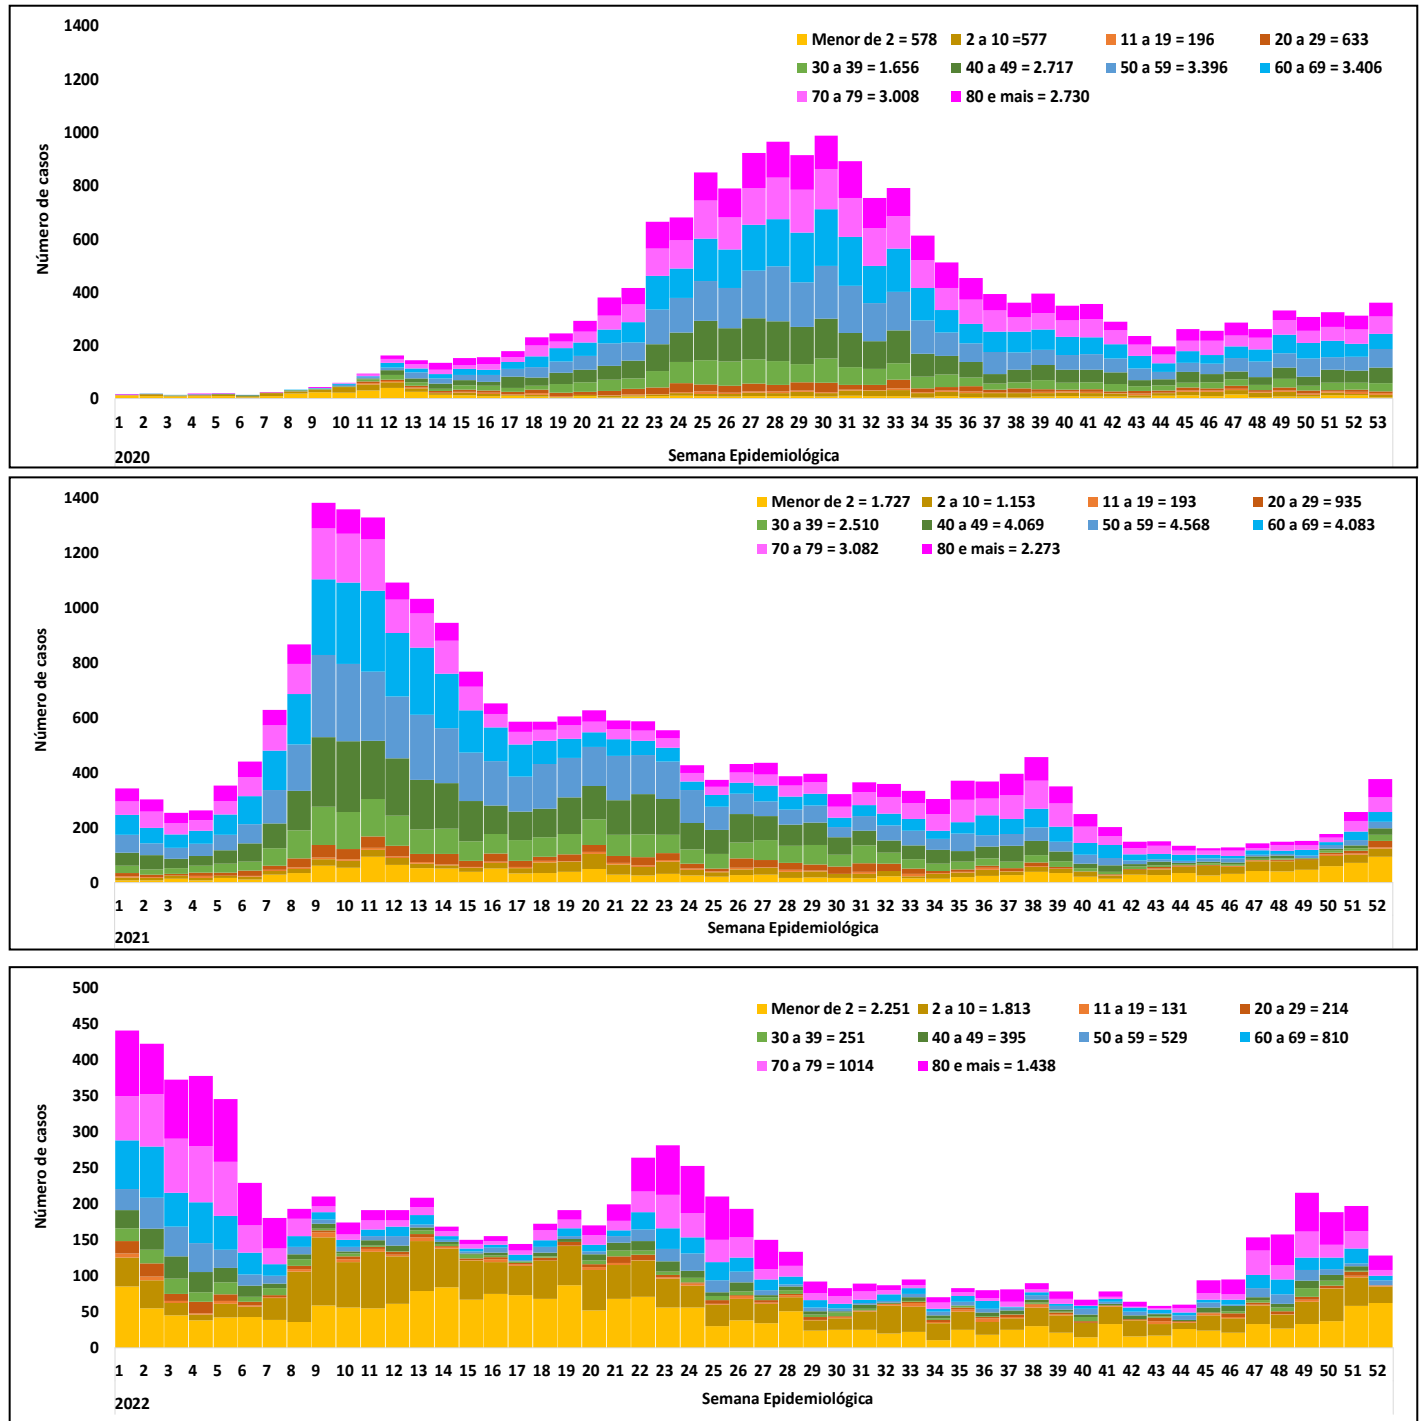 1400
Menor de 2 = 578 2 a 10 =577 11 a 19 = 196 20 a 29 = 633
1200
30 a 39 = 1.656 40 a 49 = 2.717 50 a 59 = 3.396 60 a 69 = 3.406
70 a 79 = 3.008 80 e mais = 2.730
1000
800
Número de casos
600
400
200
0
1 2 3 4 5 6 7 8 9 10 11 12 13 14 15 16 17 18 19 20 21 22 23 24 25 26 27 28 29 30 31 32 33 34 35 36 37 38 39 40 41 42 43 44 45 46 47 48 49 50 51 52 53
2020 Semana Epidemiológica
1400
Menor de 2 = 1.727 2 a 10 = 1.153 11 a 19 = 193 20 a 29 = 935
30 a 39 = 2.510 40 a 49 = 4.069 50 a 59 = 4.568 60 a 69 = 4.083
1200
70 a 79 = 3.082 80 e mais = 2.273
1000
800
Número de casos
600
400
200
0
1 2 3 4 5 6 7 8 9 10 11 12 13 14 15 16 17 18 19 20 21 22 23 24 25 26 27 28 29 30 31 32 33 34 35 36 37 38 39 40 41 42 43 44 45 46 47 48 49 50 51 52
Semana Epidemiológica
2021
500
Menor de 2 = 2.251 2 a 10 = 1.813 11 a 19 = 131 20 a 29 = 214
450
30 a 39 = 251 40 a 49 = 395 50 a 59 = 529 60 a 69 = 810
70 a 79 = 1014 80 e mais = 1.438
400
350
300
250
Número de casos
200
150
100
50
0
1 2 3 4 5 6 7 8 9 10 11 12 13 14 15 16 17 18 19 20 21 22 23 24 25 26 27 28 29 30 31 32 33 34 35 36 37 38 39 40 41 42 43 44 45 46 47 48 49 50 51 52
Semana Epidemiológica
2022